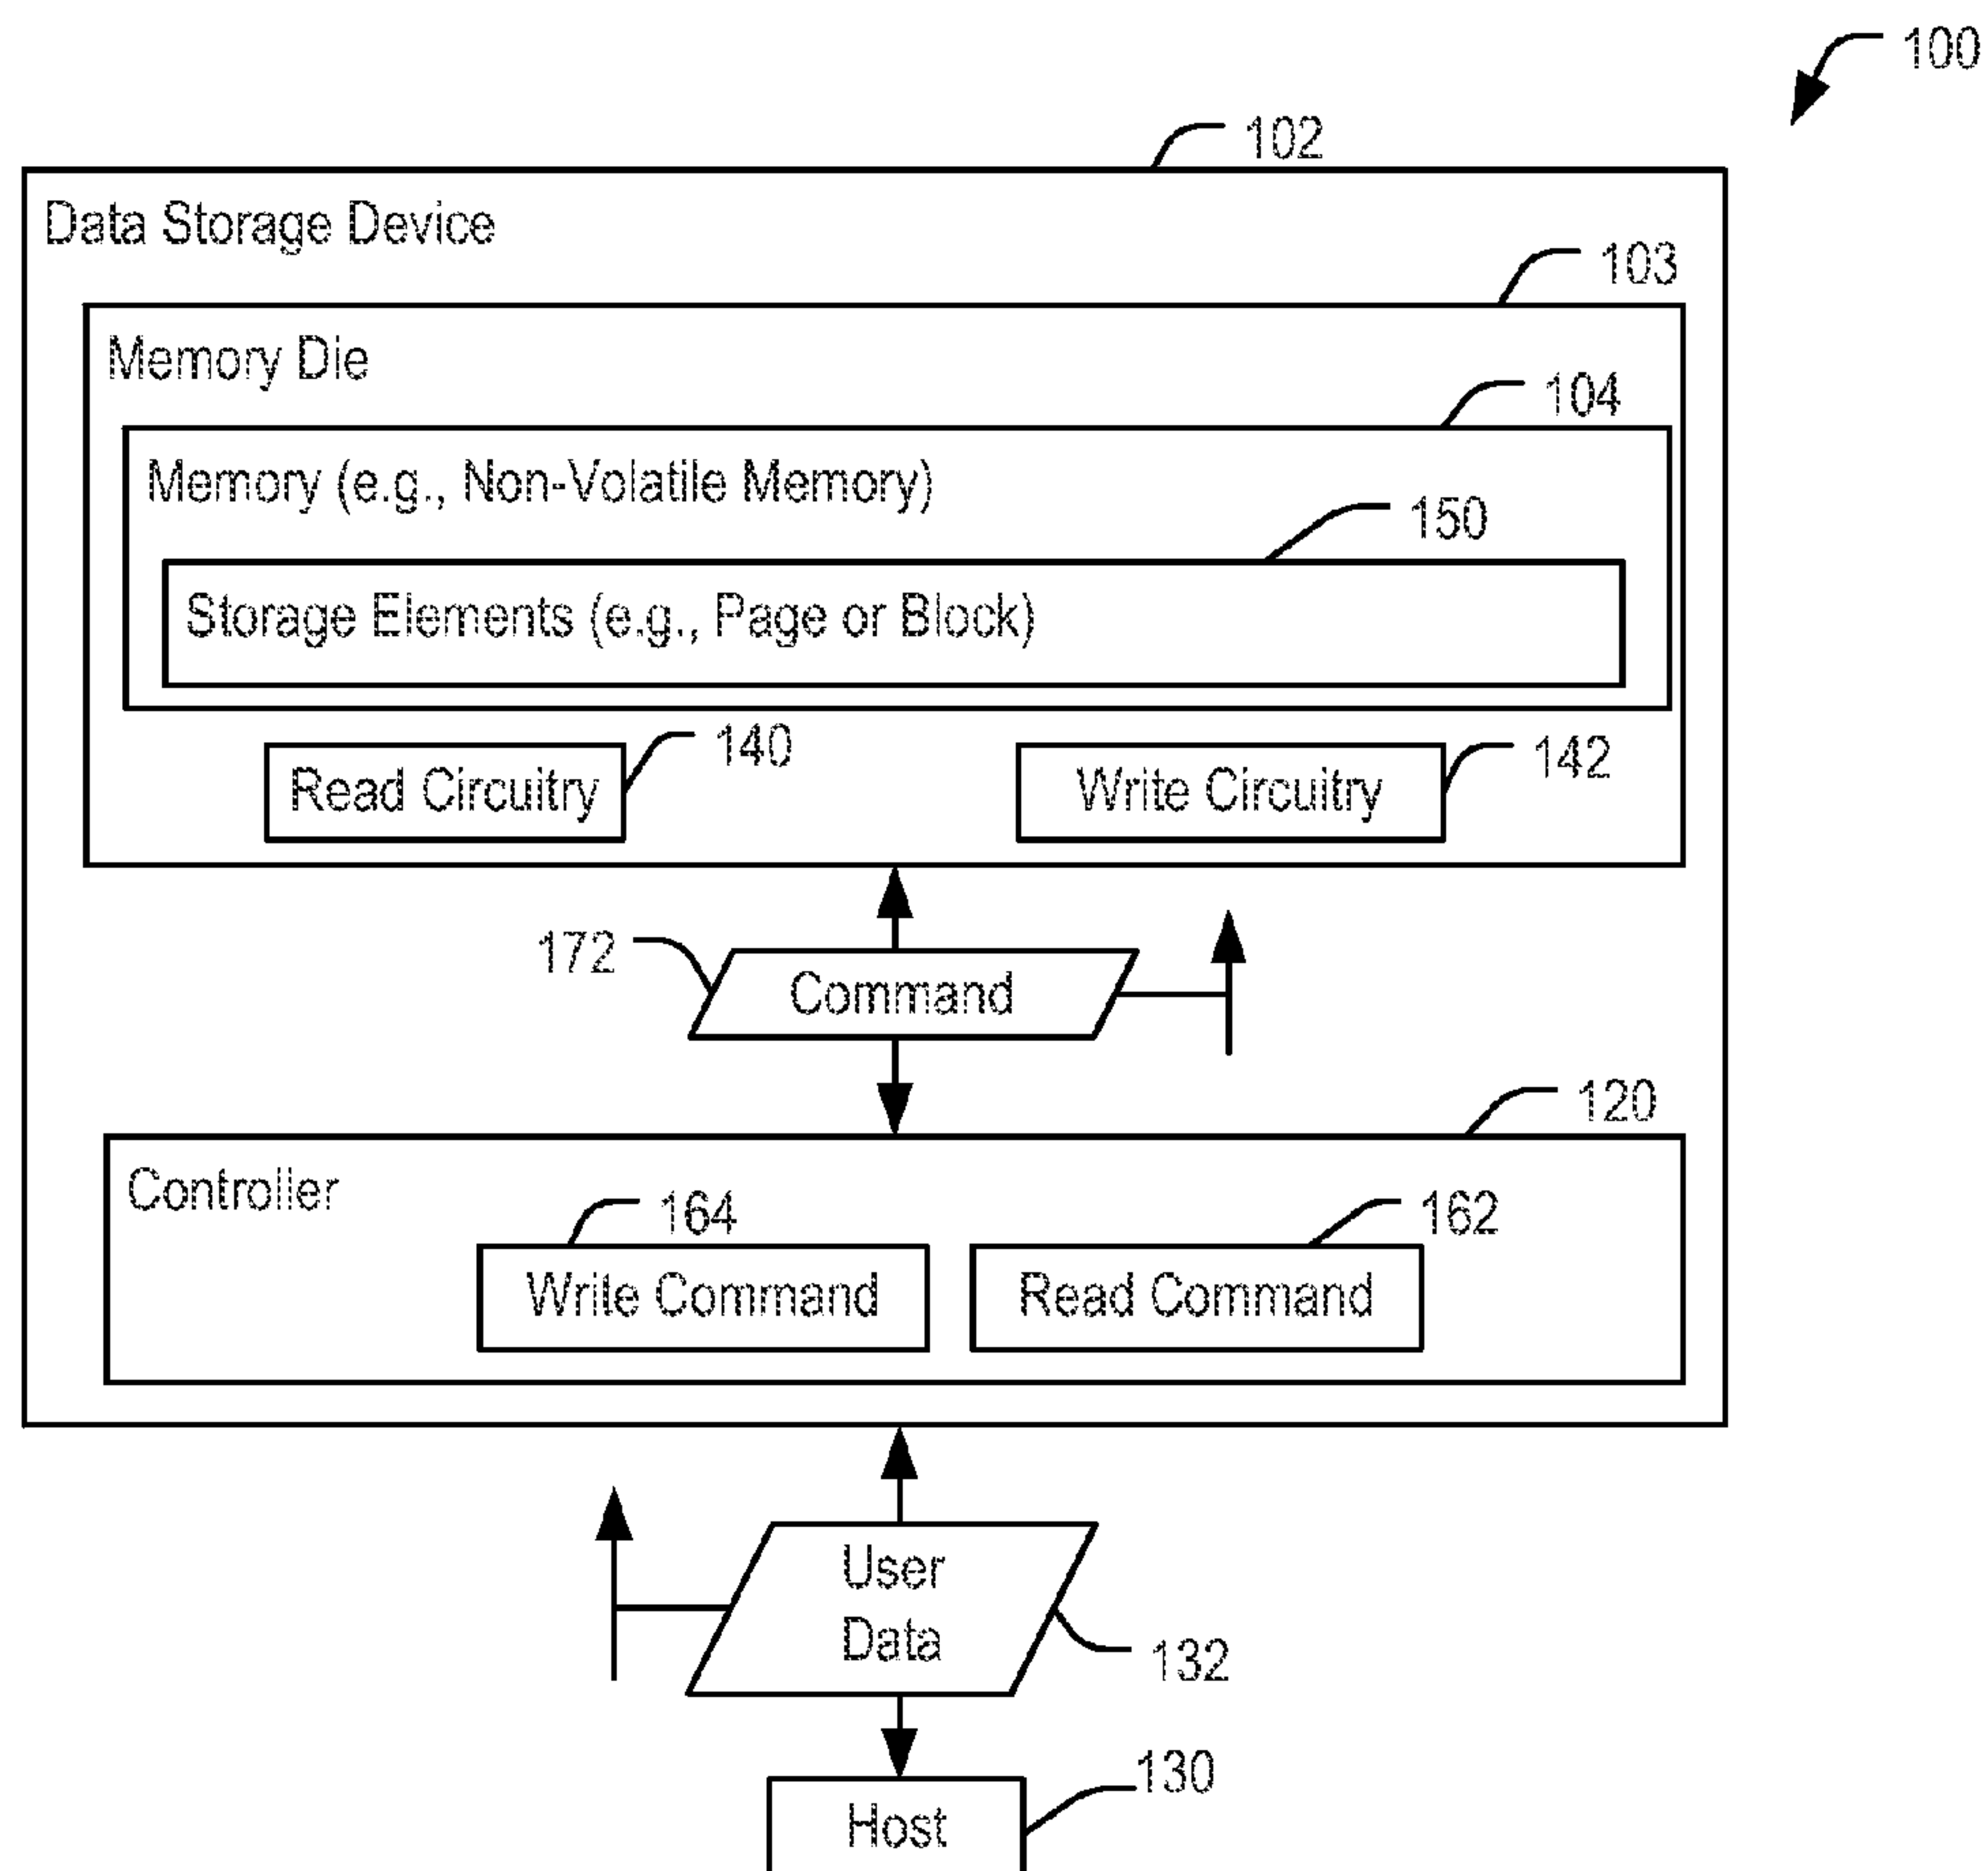 100
102
Data Storage Device
103
Memory Die
104
Memory (e.g., Non-Volatile Memory)
150
Storage Elements (e.g., Page or Block)
140
142
Read Circuitry
Write Circuitry
172
Command
120
Controller
164
162
Write Command
Read Command
User
Data
132
130
Host